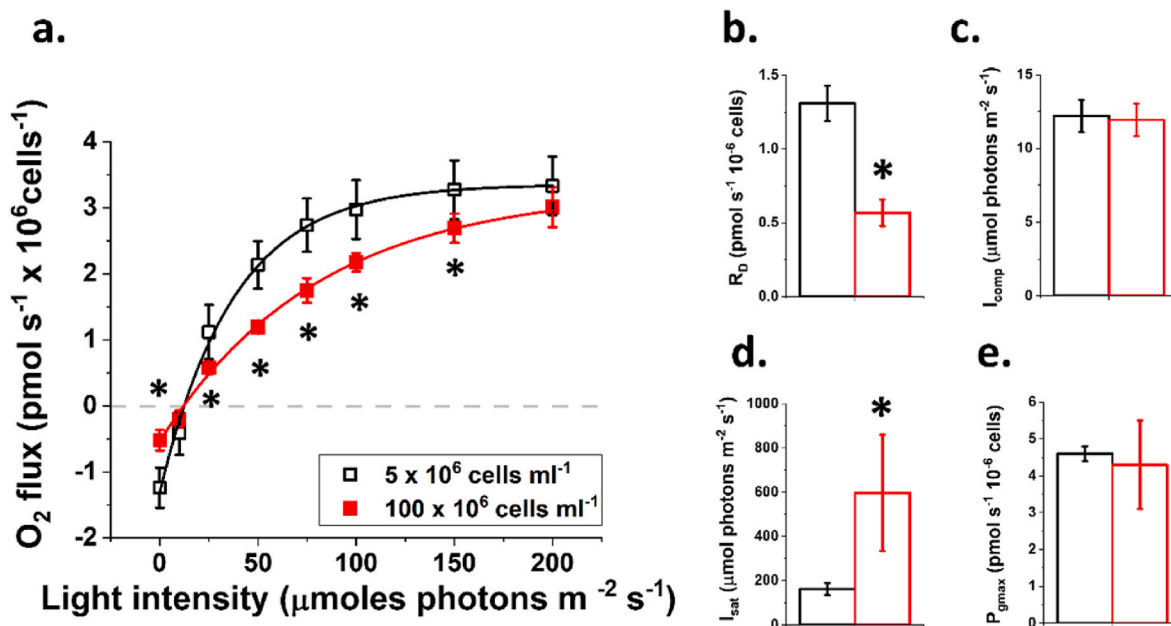 a.
O₂ flux (pmol s⁻¹ x 10⁶cells⁻¹)
4
3
2
1
0
-1
-2
*
*
*
*
*
*
5 x 10⁶ cells ml⁻¹
100 x 10⁶ cells ml⁻¹
0 50 100 150 200
Light intensity (μmoles photons m ⁻² s⁻¹)
b.
R_D (pmol s⁻¹ 10⁻⁶ cells)
1.5
1.0
0.5
0.0
*
c.
I_comp (μmol photons m⁻² s⁻¹)
15
10
5
0
d.
I_sat (μmol photons m⁻² s⁻¹)
1000
800
600
400
200
0
*
e.
P_gmax (pmol s⁻¹ 10⁻⁶ cells)
6
5
4
3
2
1
0